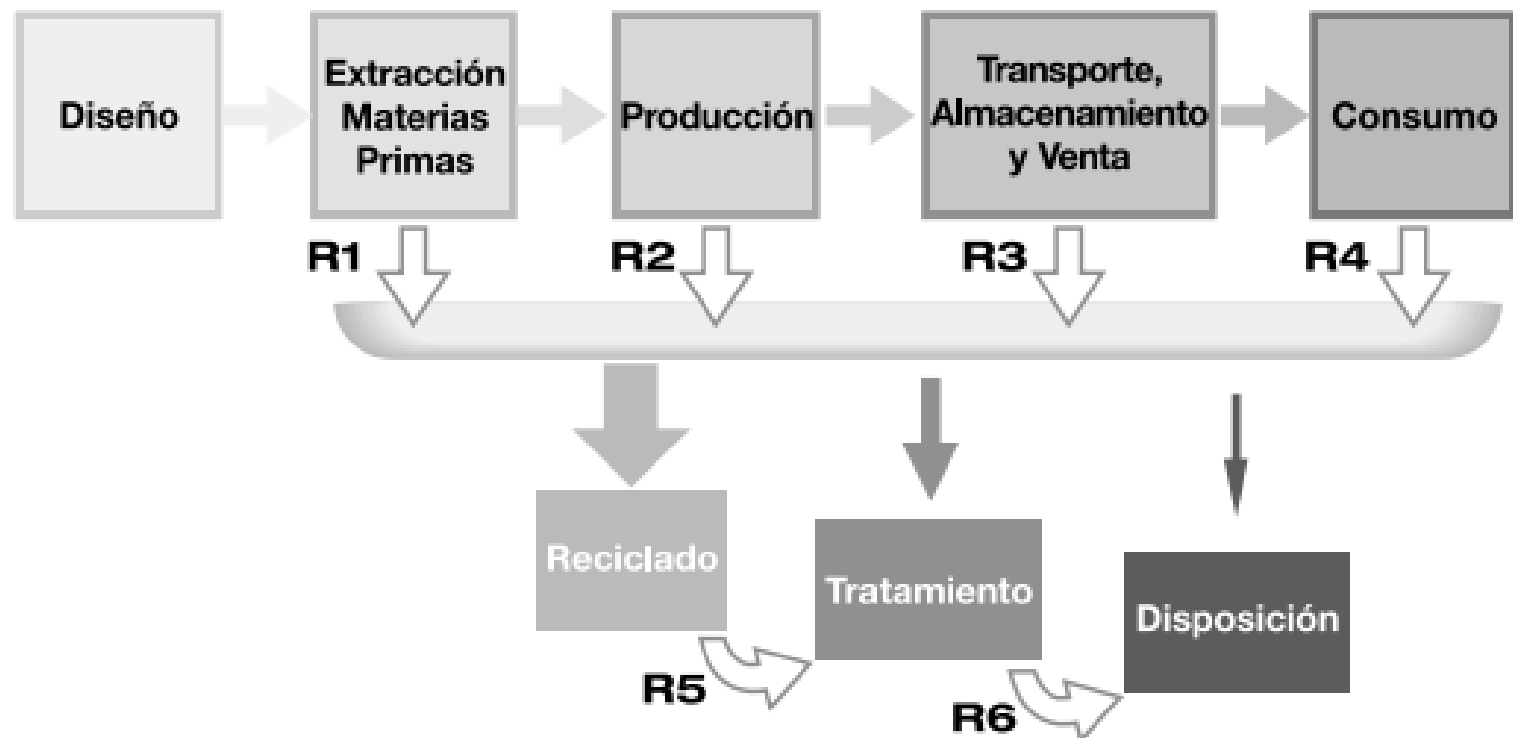 Diseño
Extracción
Materias
Primas
Producción
Transporte,
Almacenamiento
y Venta
Consumo
R1
R2
R3
R4
Reciclado
Tratamiento
Disposición
R5
R6